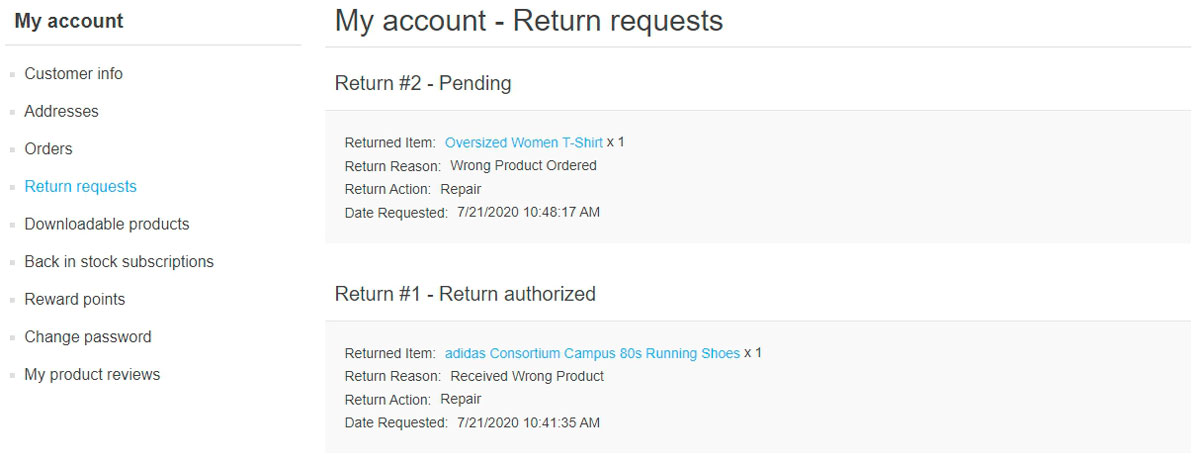 My account
Customer info
Addresses
Orders
Return requests
Downloadable products
Back in stock subscriptions
Reward points
Change password
My product reviews
My account - Return requests
Return #2 - Pending
Returned Item: Oversized Women T-Shirt x 1
Return Reason: Wrong Product Ordered
Return Action: Repair
Date Requested: 7/21/2020 10:48:17 AM
Return #1 - Return authorized
Returned Item: adidas Consortium Campus 80s Running Shoes x 1
Return Reason: Received Wrong Product
Return Action: Repair
Date Requested: 7/21/2020 10:41:35 AM